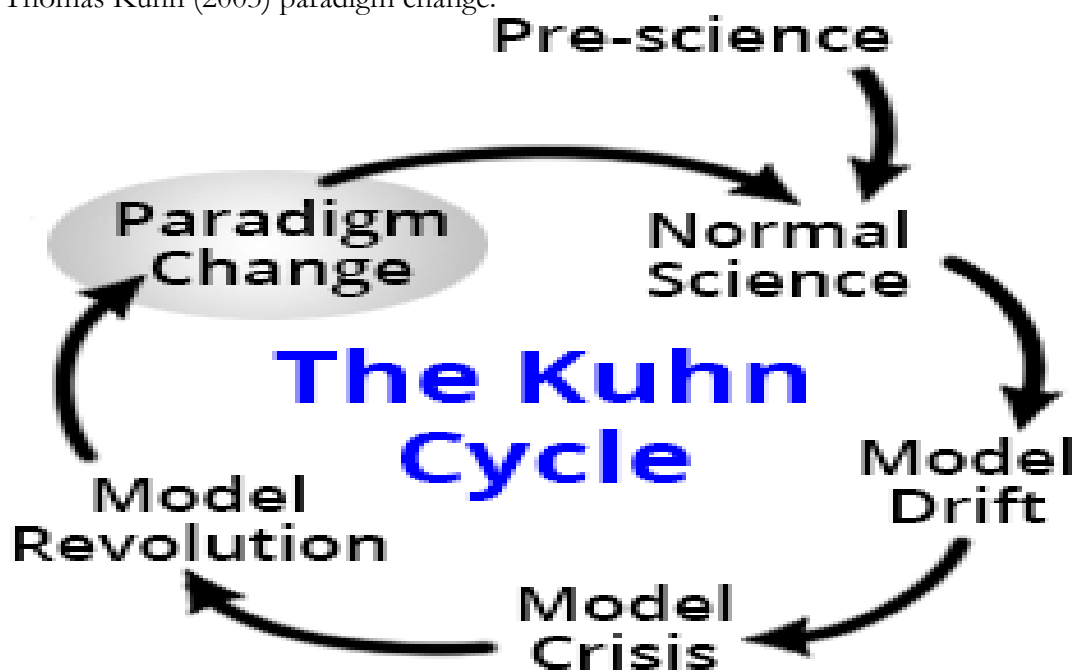 Thomas Kuhn (2003) paradigm change.
Pre-science
Paradigm
Change
Normal
Science
The Kuhn
Cycle
Model
Drift
Model
Revolution
Model
Crisis